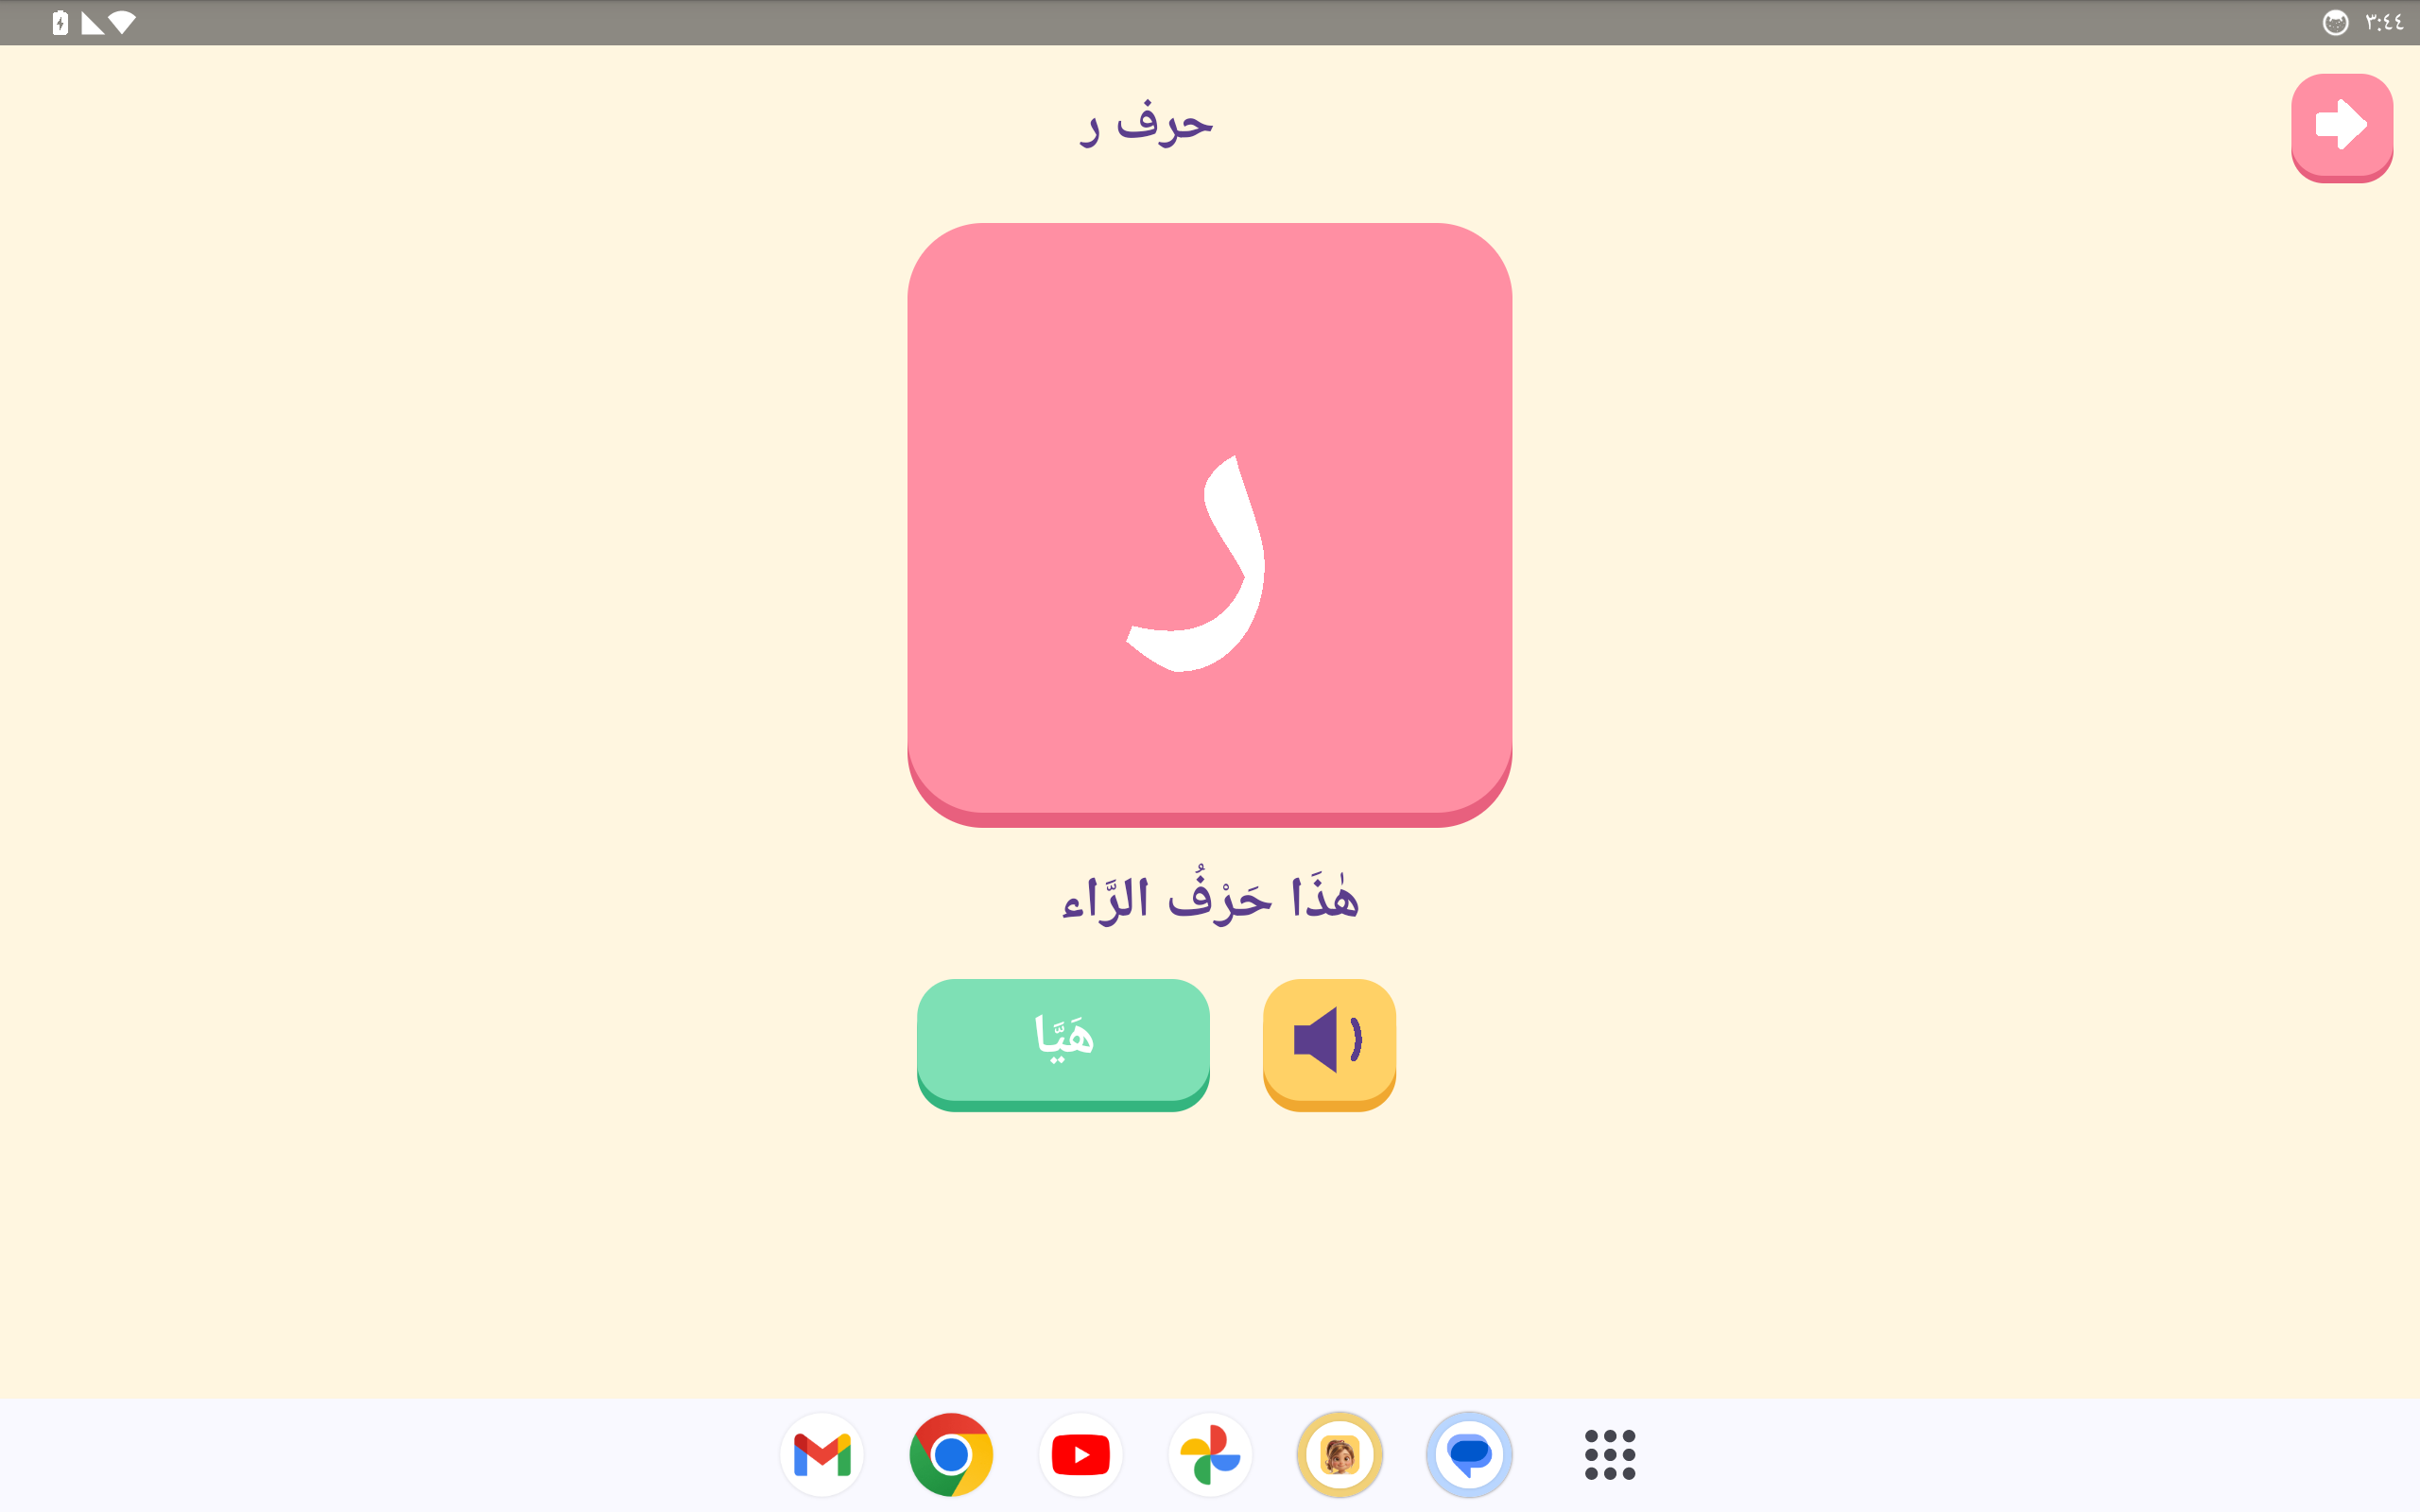 ٣:٤٤
حرف ر
ر
هٰذَا حَرْفُ الرَّاء
هَيَّا